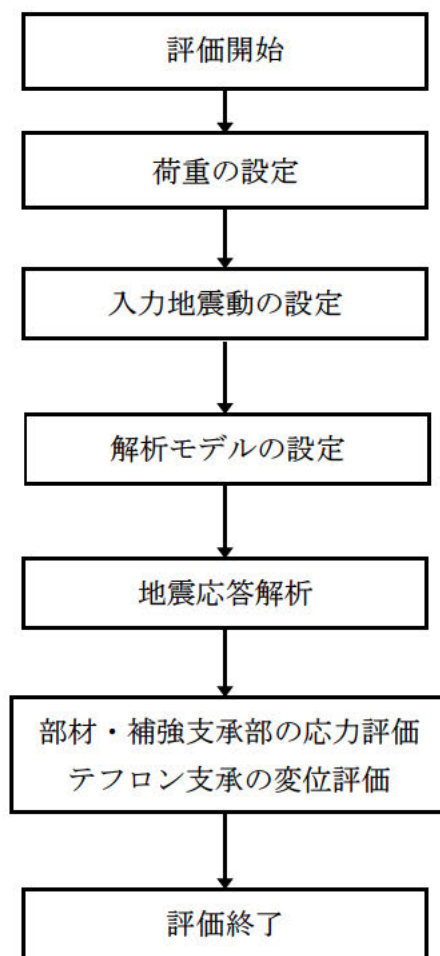 評価開始
荷重の設定
入力地震動の設定
解析モデルの設定
地震応答解析
部材・補強支承部の応力評価
テフロン支承の変位評価
評価終了